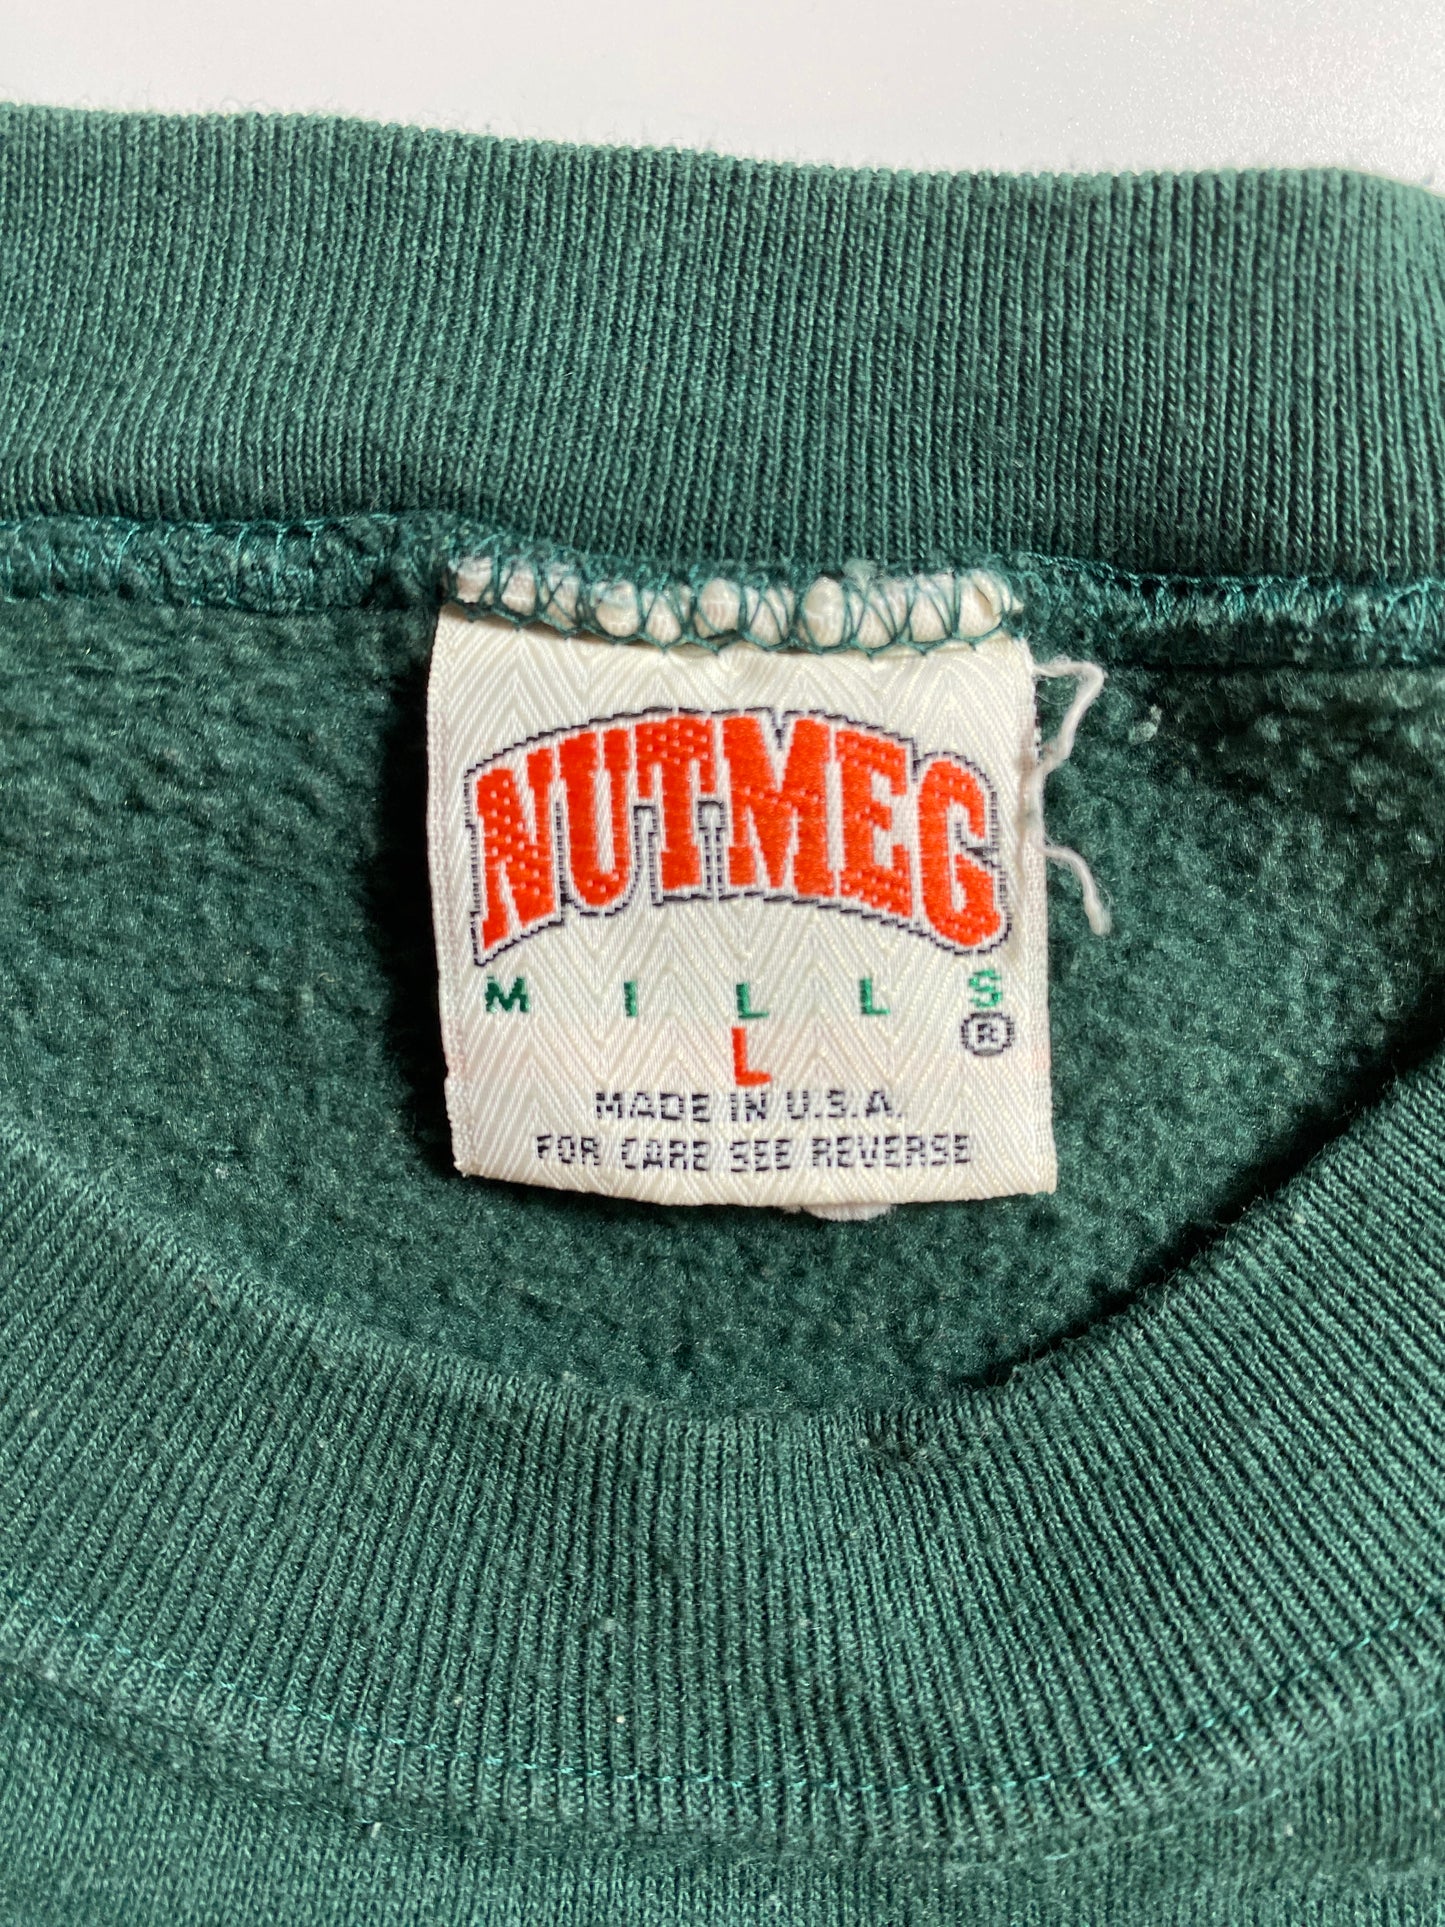 NUTMEG
MILLS
®
L
MADE IN U.S.A.
FOR CARE SEE REVERSE